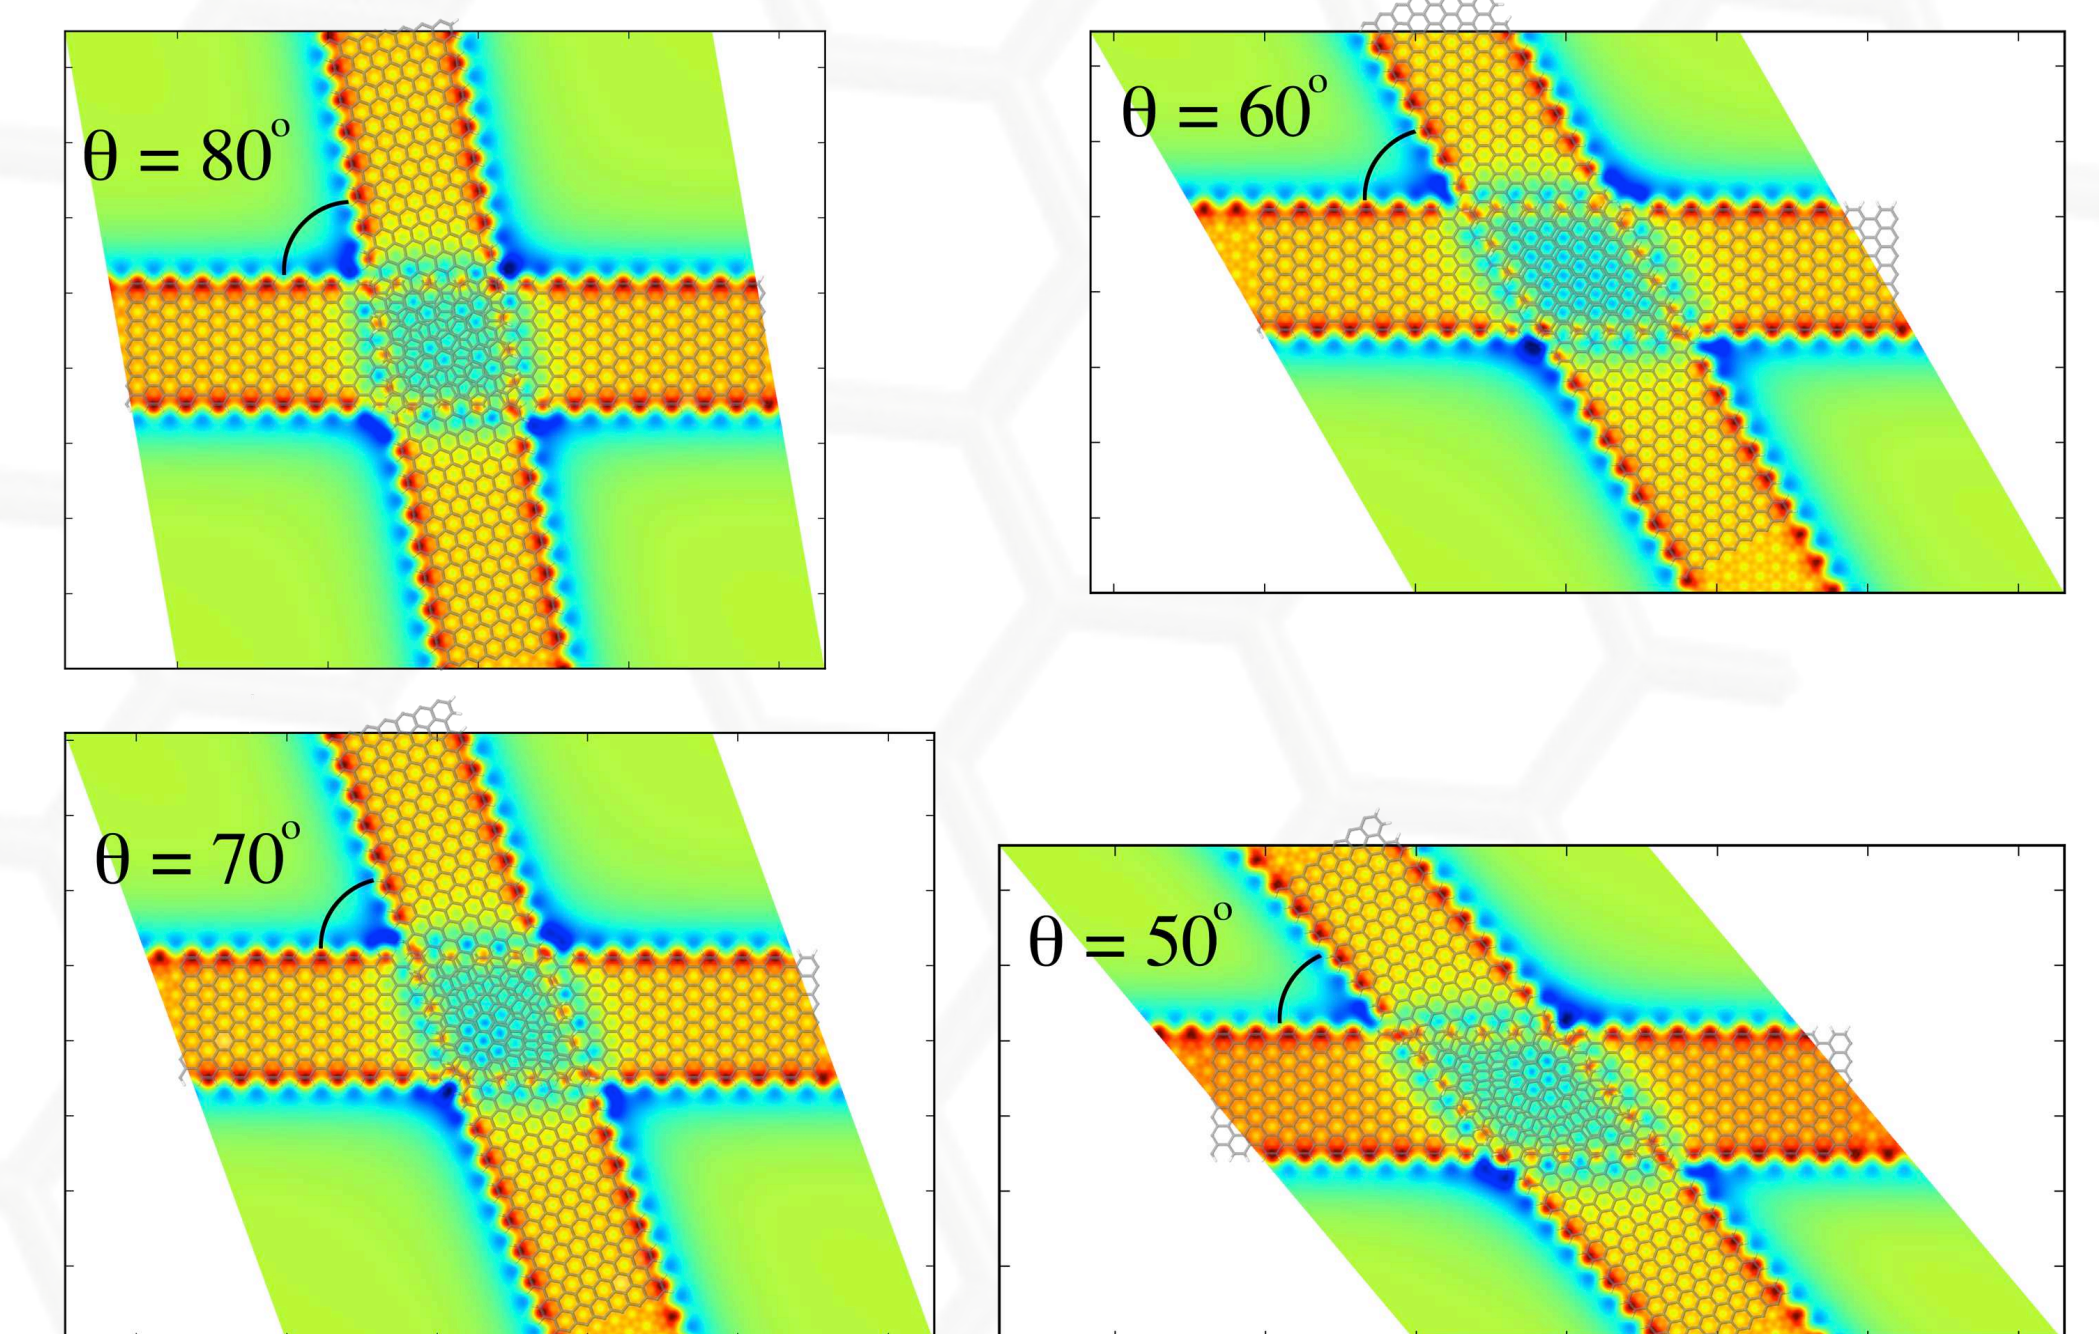 θ = 80°
θ = 60°
θ = 70°
θ = 50°